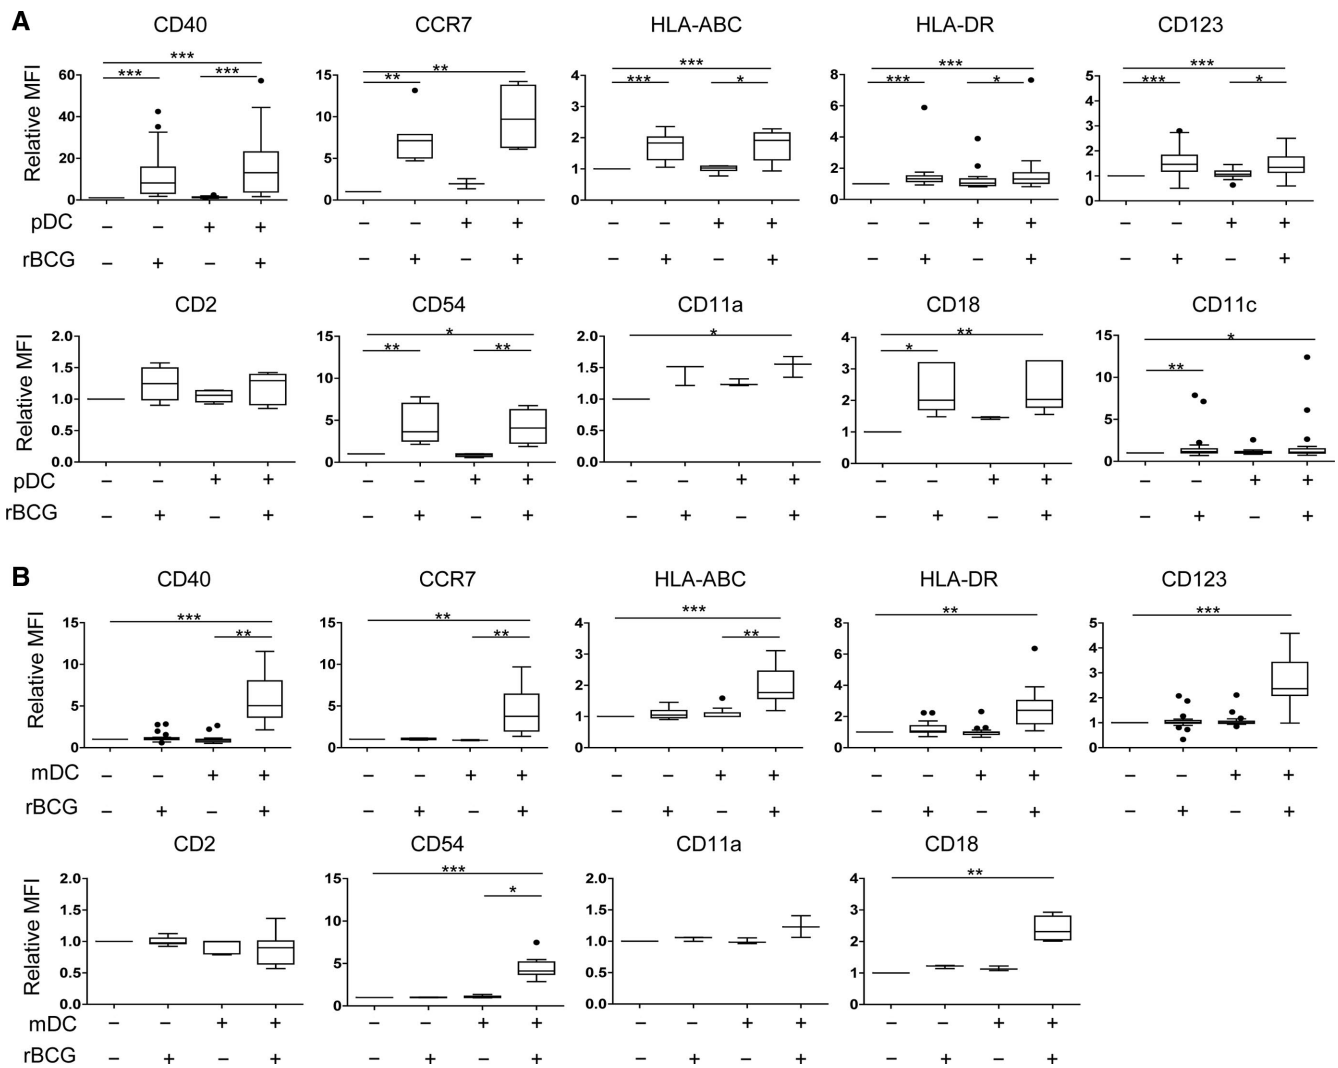 A
CD40 CCR7 HLA-ABC HLA-DR CD123
*** ** *** *** ***
*** *** ** *** * *** * *** *
Relative MFI
60 15 4 8 5
40 10 3 6 4
20 5 2 4 3
0 0 1 2 2
0 0 1
0
pDC – – + + – – + + – – + + – – + + – – + +
rBCG – + – + – + – + – + – + – + – + – + – +
CD2 CD54 CD11a CD18 CD11c
* * ** *
** ** * **
Relative MFI
2.0 15 2.0 4 15
1.5 10 1.5 3 10
1.0 5 1.0 2 5
0.5 0 0.5 1 0
0.0 0.0 0
pDC – – + + – – + + – – + + – – + + – – + +
rBCG – + – + – + – + – + – + – + – + – + – +
B
CD40 CCR7 HLA-ABC HLA-DR CD123
*** ** *** ** ***
** ** **
Relative MFI
15 15 4 8 5
10 10 3 6 4
5 5 2 4 3
0 0 1 2 2
0 0 1
0
mDC – – + + – – + + – – + + – – + + – – + +
rBCG – + – + – + – + – + – + – + – + – + – +
CD2 CD54 CD11a CD18
*** **
*
Relative MFI
2.0 15 2.0 4
1.5 10 1.5 3
1.0 5 1.0 2
0.5 0 0.5 1
0.0 0.0 0
mDC – – + + – – + + – – + + – – + +
rBCG – + – + – + – + – + – + – + – +